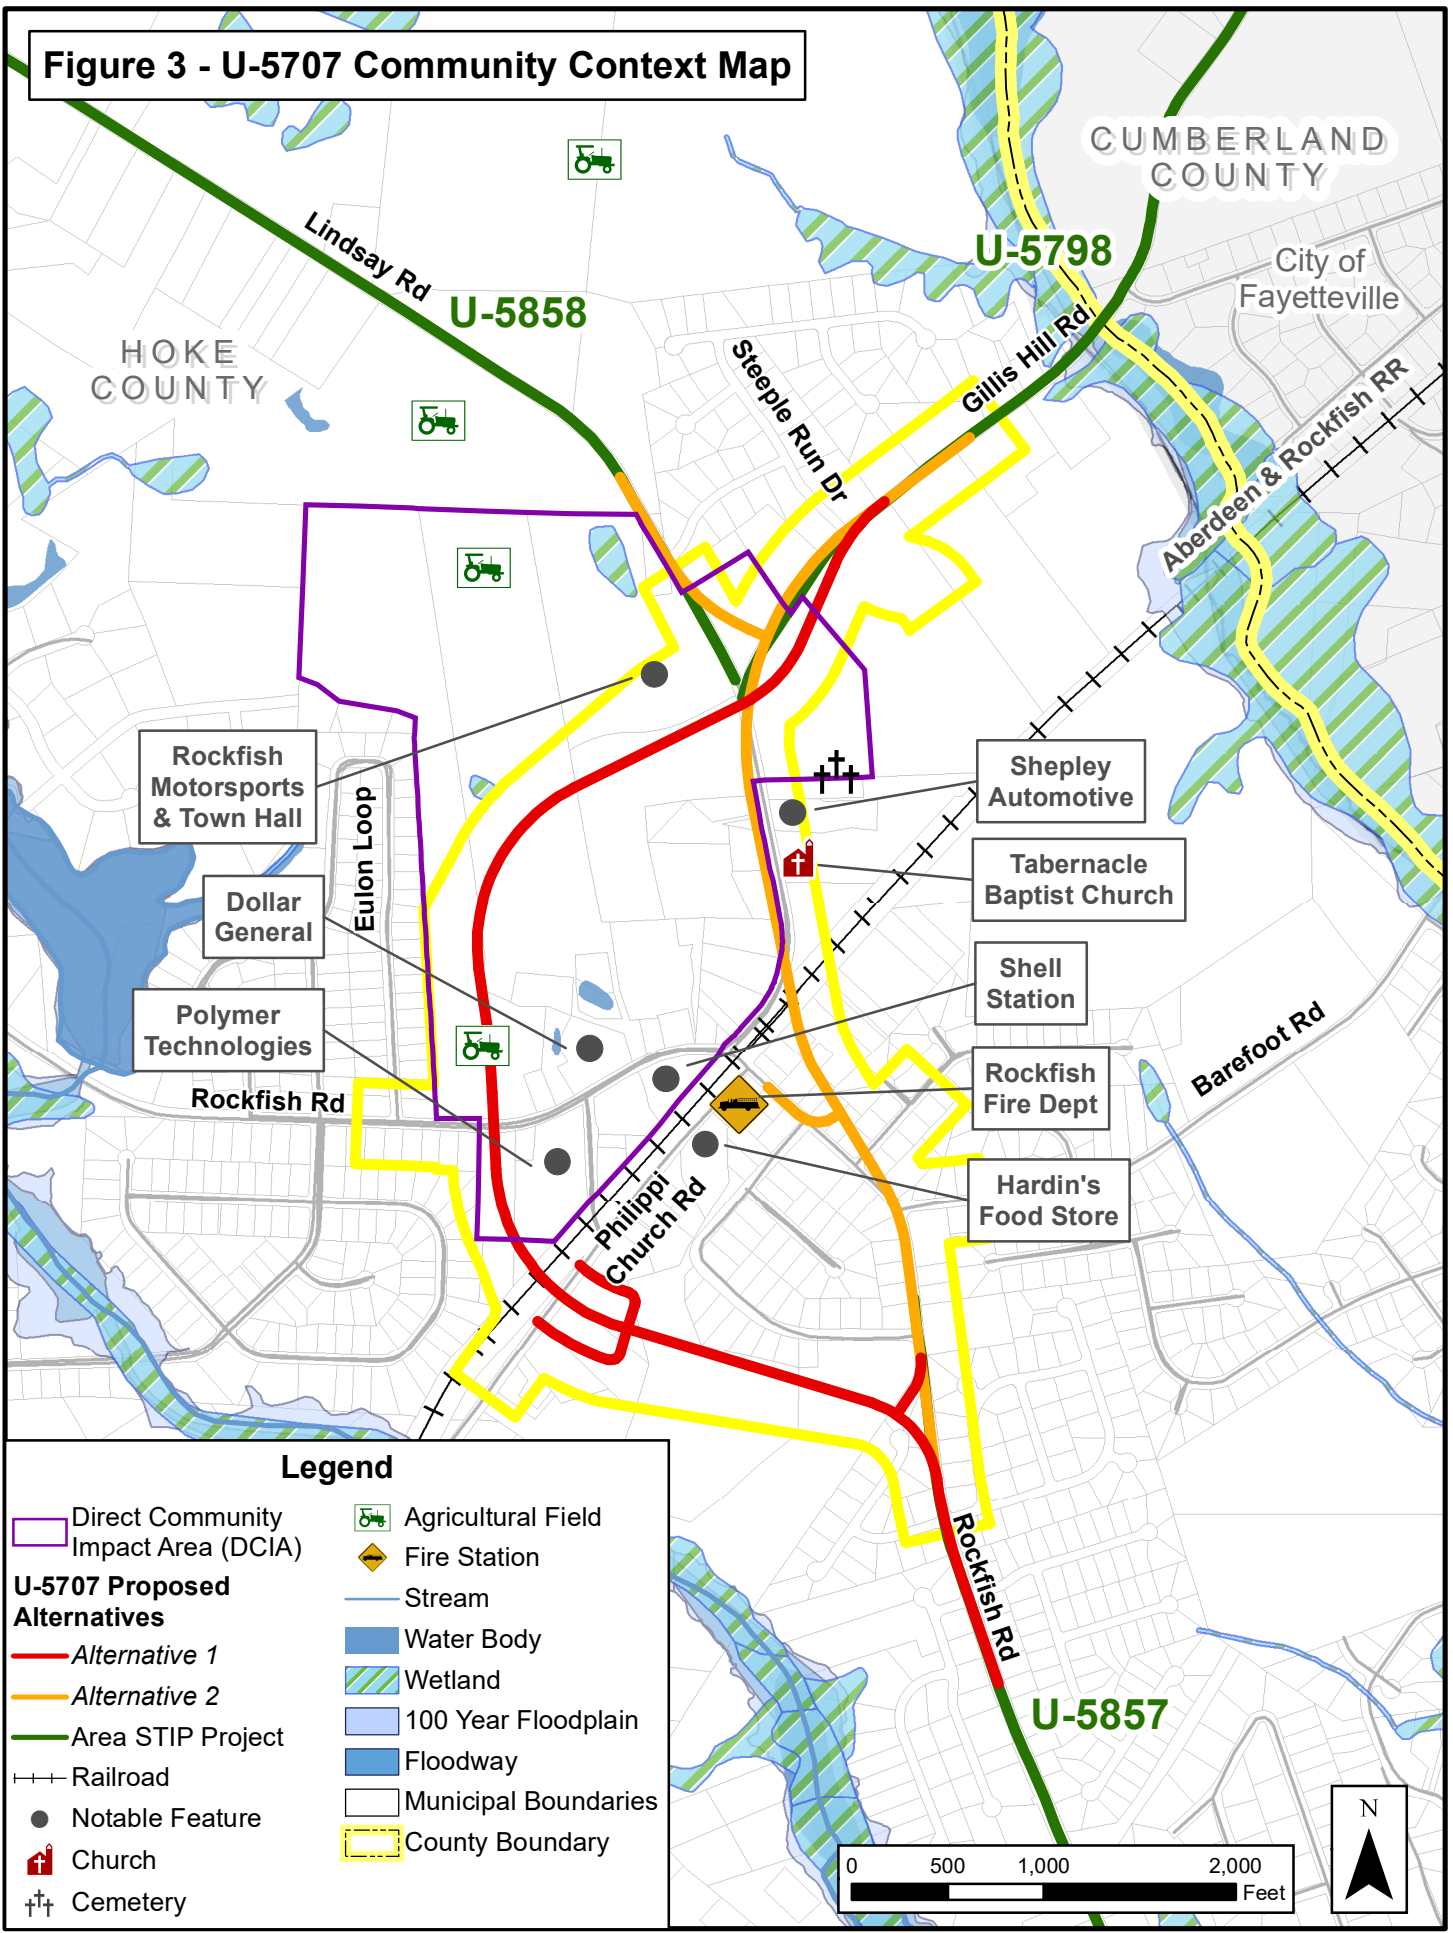 Figure 3 - U-5707 Community Context Map
CUMBERLAND
COUNTY
Lindsay Rd
U-5798
City of
Fayetteville
U-5858
HOKE
COUNTY
Steeple Run Dr
Gillis Hill Rd
Aberdeen & Rockfish RR
Rockfish
Motorsports
& Town Hall
Shepley
Automotive
Eulon Loop
Tabernacle
Baptist Church
Dollar
General
Shell
Station
Polymer
Technologies
Barefoot Rd
Rockfish Rd
Rockfish
Fire Dept
Philippi
Church Rd
Hardin's
Food Store
Rockfish Rd
U-5857
Legend
Direct Community
Impact Area (DCIA)
U-5707 Proposed
Alternatives
Alternative 1
Alternative 2
Area STIP Project
Railroad
Notable Feature
Church
Cemetery
Agricultural Field
Fire Station
Stream
Water Body
Wetland
100 Year Floodplain
Floodway
Municipal Boundaries
County Boundary
0 500 1,000 2,000
Feet
N